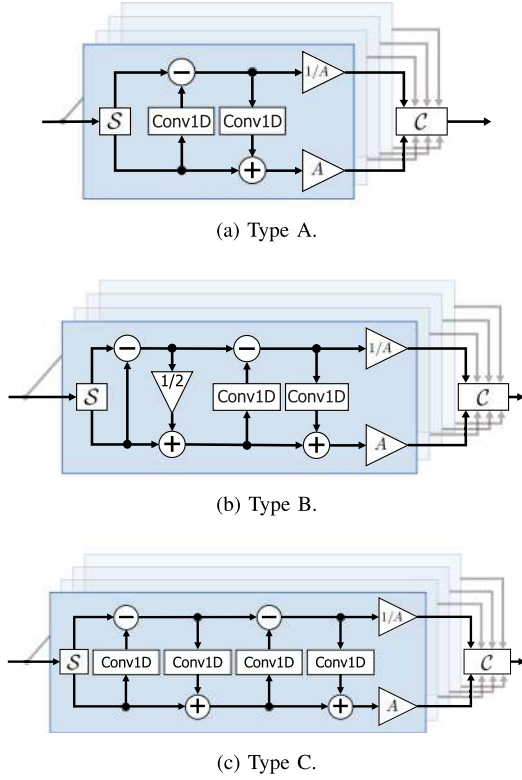 S − Conv1D Conv1D + 1/A A C
(a) Type A.
S − 1/2 + − Conv1D Conv1D + 1/A A C
(b) Type B.
S − Conv1D Conv1D + − Conv1D Conv1D + 1/A A C
(c) Type C.